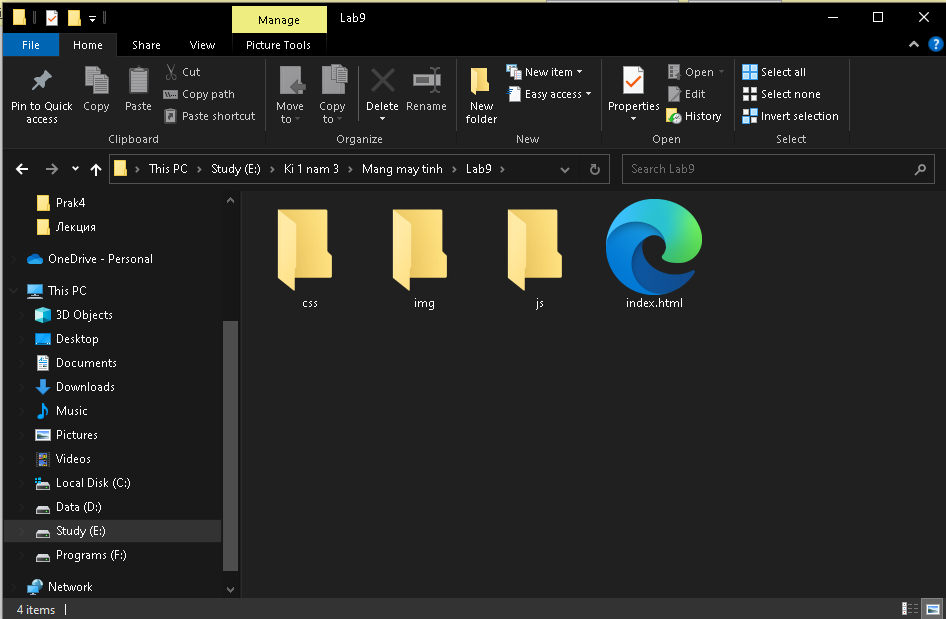 Manage Lab9
File Home Share View Picture Tools
Pin to Quick access
Copy
Paste
Cut
Copy path
Paste shortcut
Clipboard
Move to
Copy to
Delete
Rename
Organize
New folder
New item
Easy access
New
Properties
Open
Edit
History
Open
Select all
Select none
Invert selection
Select
This PC Study (E:) Ki 1 nam 3 Mang may tinh Lab9
Search Lab9
Prak4
Лекция
OneDrive - Personal
This PC
3D Objects
Desktop
Documents
Downloads
Music
Pictures
Videos
Local Disk (C:)
Data (D:)
Study (E:)
Programs (F:)
Network
css img js index.html
4 items